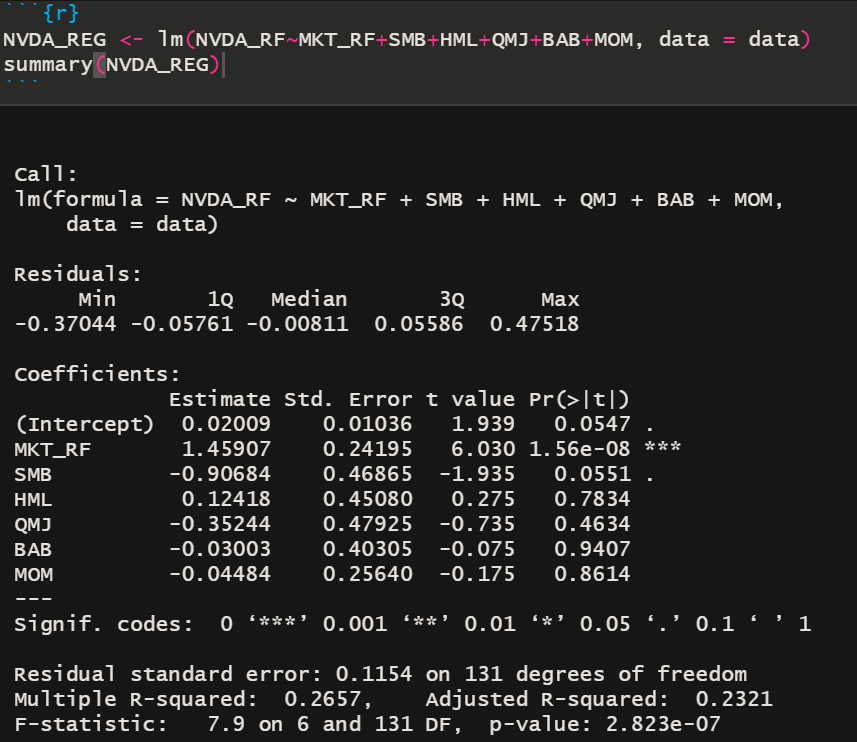 ```{r}
NVDA_REG <- lm(NVDA_RF~MKT_RF+SMB+HML+QMJ+BAB+MOM, data = data)
summary(NVDA_REG)
```
Call:
lm(formula = NVDA_RF ~ MKT_RF + SMB + HML + QMJ + BAB + MOM,
    data = data)
Residuals:
     Min       1Q   Median       3Q      Max
-0.37044 -0.05761 -0.00811  0.05586  0.47518
Coefficients:
            Estimate Std. Error t value Pr(>|t|)
(Intercept)  0.02009    0.01036   1.939   0.0547 .
MKT_RF       1.45907    0.24195   6.030 1.56e-08 ***
SMB         -0.90684    0.46865  -1.935   0.0551 .
HML          0.12418    0.45080   0.275   0.7834
QMJ         -0.35244    0.47925  -0.735   0.4634
BAB         -0.03003    0.40305  -0.075   0.9407
MOM         -0.04484    0.25640  -0.175   0.8614
---
Signif. codes:  0 ‘***’ 0.001 ‘**’ 0.01 ‘*’ 0.05 ‘.’ 0.1 ‘ ’ 1
Residual standard error: 0.1154 on 131 degrees of freedom
Multiple R-squared:  0.2657,    Adjusted R-squared:  0.2321
F-statistic:   7.9 on 6 and 131 DF,  p-value: 2.823e-07